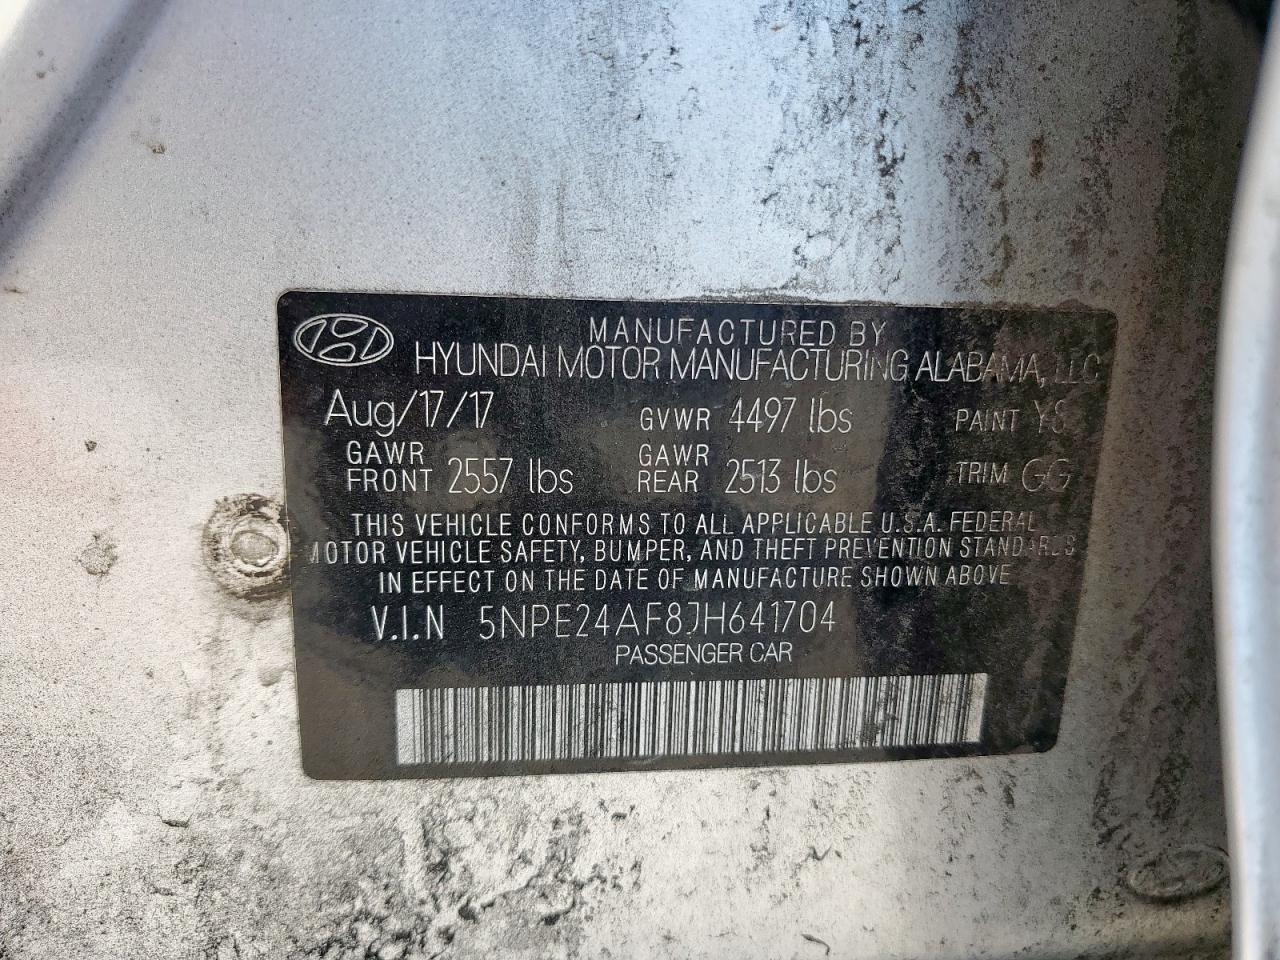 MANUFACTURED BY
HYUNDAI MOTOR MANUFACTURING ALABAMA, LLC
Aug/17/17 GVWR 4497 lbs PAINT
GAWR FRONT 2557 lbs GAWR REAR 2513 lbs TRIM GG
THIS VEHICLE CONFORMS TO ALL APPLICABLE U.S.A. FEDERAL
MOTOR VEHICLE SAFETY, BUMPER, AND THEFT PREVENTION STANDARDS
IN EFFECT ON THE DATE OF MANUFACTURE SHOWN ABOVE
V.I.N 5NPE24AF8JH641704
PASSENGER CAR